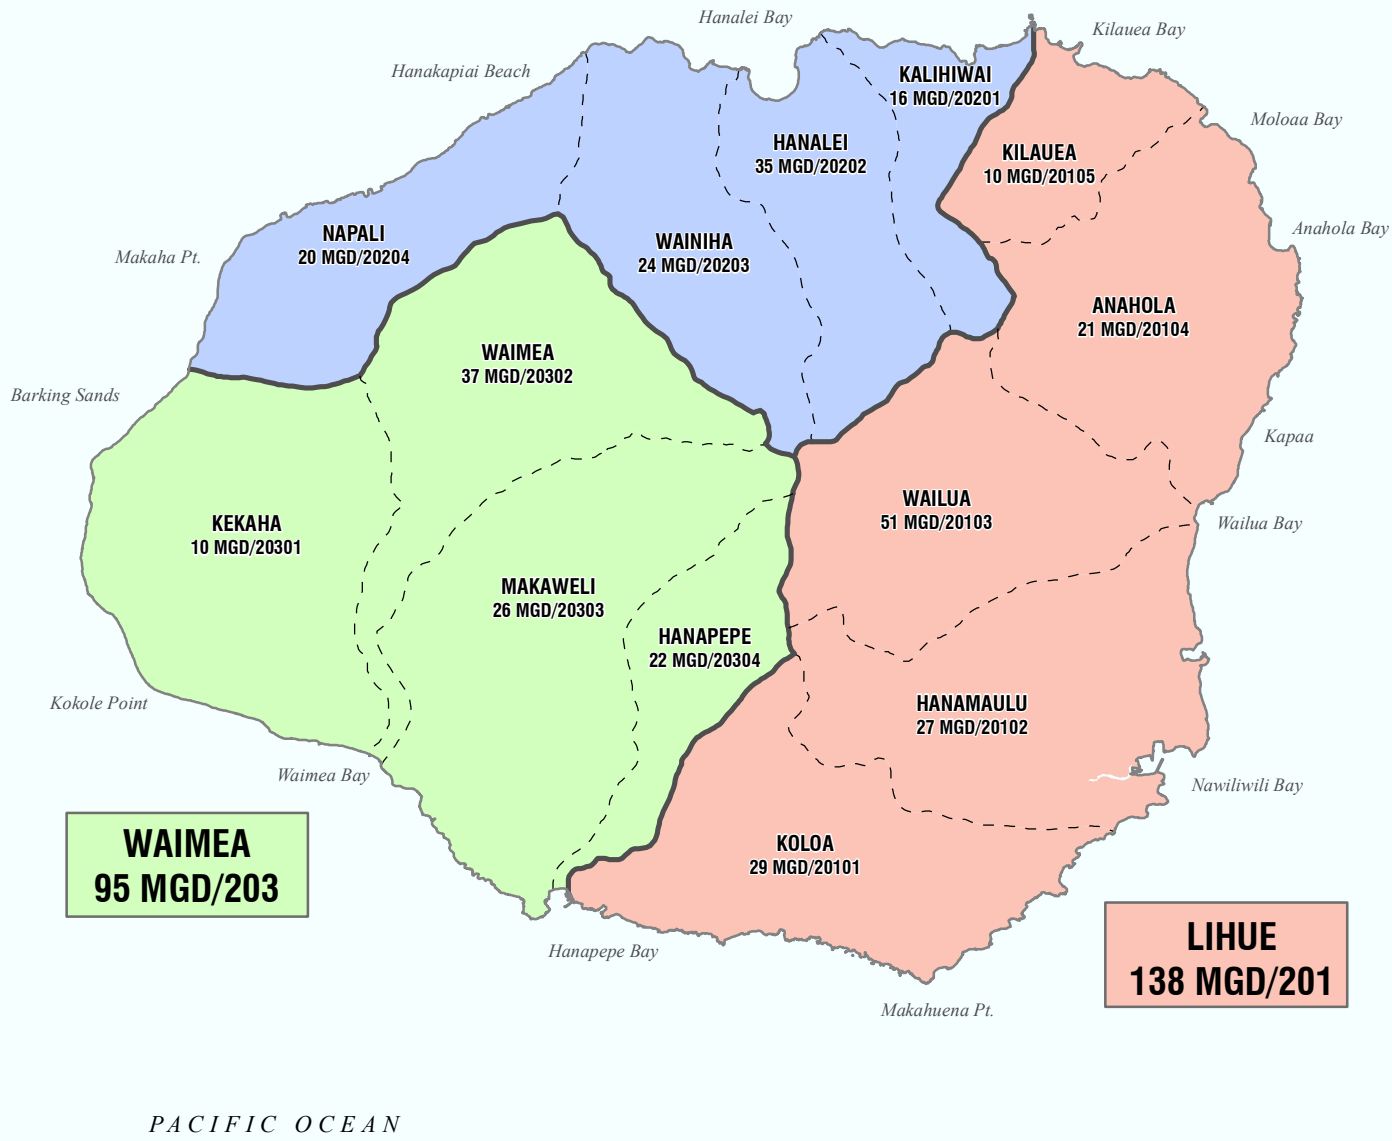 Hanalei Bay
Kilauea Bay
Hanakapiai Beach
KALIHIWAI
16 MGD/20201
Moloaa Bay
HANALEI
35 MGD/20202
KILAUEA
10 MGD/20105
Anahola Bay
NAPALI
20 MGD/20204
WAINIHA
24 MGD/20203
Makaha Pt.
ANAHOLA
21 MGD/20104
WAIMEA
37 MGD/20302
Barking Sands
Kapaa
WAILUA
51 MGD/20103
Wailua Bay
KEKAHA
10 MGD/20301
MAKAWELI
26 MGD/20303
HANAPEPE
22 MGD/20304
Kokole Point
HANAMAULU
27 MGD/20102
Waimea Bay
Nawiliwili Bay
WAIMEA
95 MGD/203
KOLOA
29 MGD/20101
LIHUE
138 MGD/201
Hanapepe Bay
Makahuena Pt.
PACIFIC OCEAN